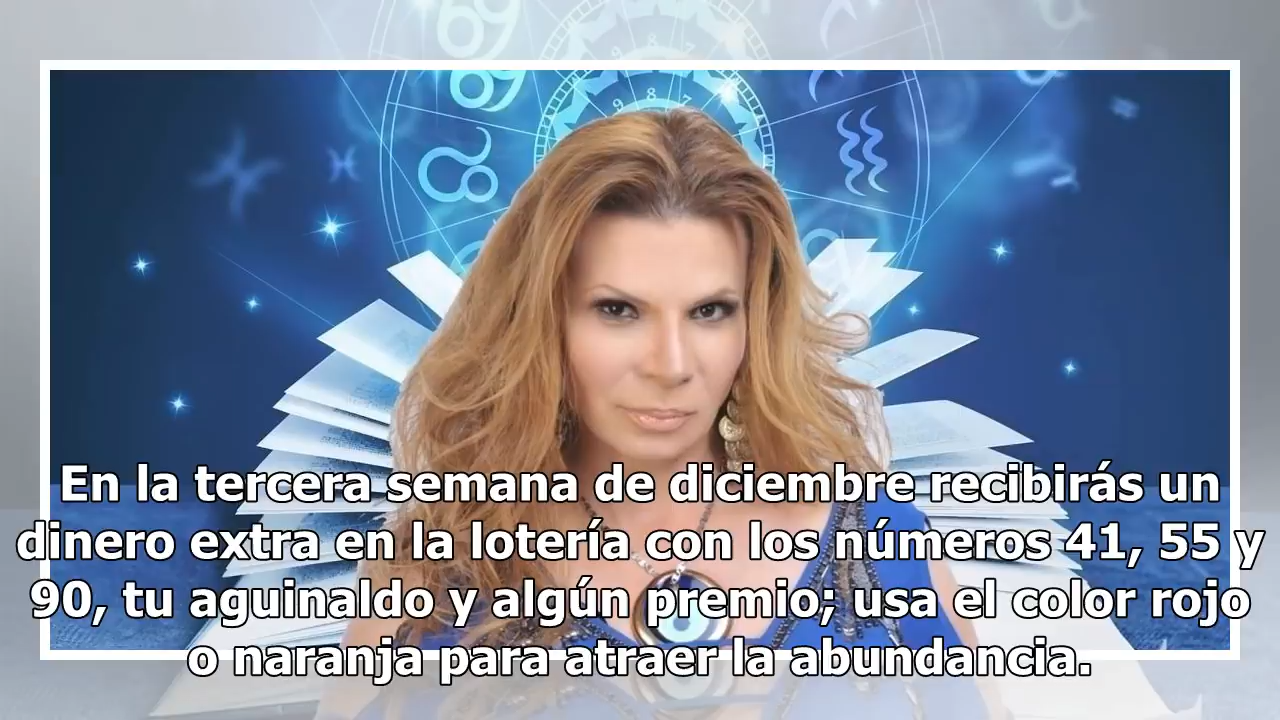 En la tercera semana de diciembre recibirás un
dinero extra en la lotería con los números 41, 55 y
90, tu aguinaldo y algún premio; usa el color rojo
o naranja para atraer la abundancia.